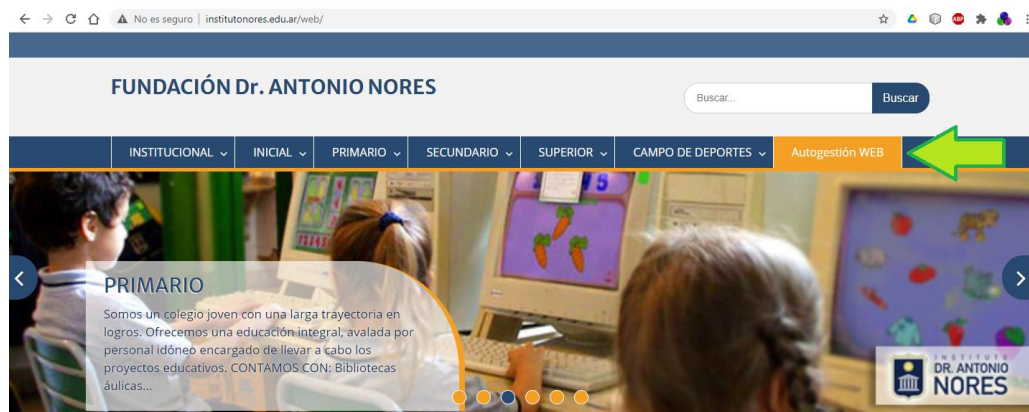 No es seguro | institutonores.edu.ar/web/
ABP
FUNDACIÓN Dr. ANTONIO NORES
Buscar...
Buscar
INSTITUCIONAL
INICIAL
PRIMARIO
SECUNDARIO
SUPERIOR
CAMPO DE DEPORTES
Autogestión WEB
PRIMARIO
Somos un colegio joven con una larga trayectoria en
logros. Ofrecemos una educación integral, avalada por
personal idóneo encargado de llevar a cabo los
proyectos educativos. CONTAMOS CON: Bibliotecas
áulicas...
INSTITUTO
DR. ANTONIO
NORES